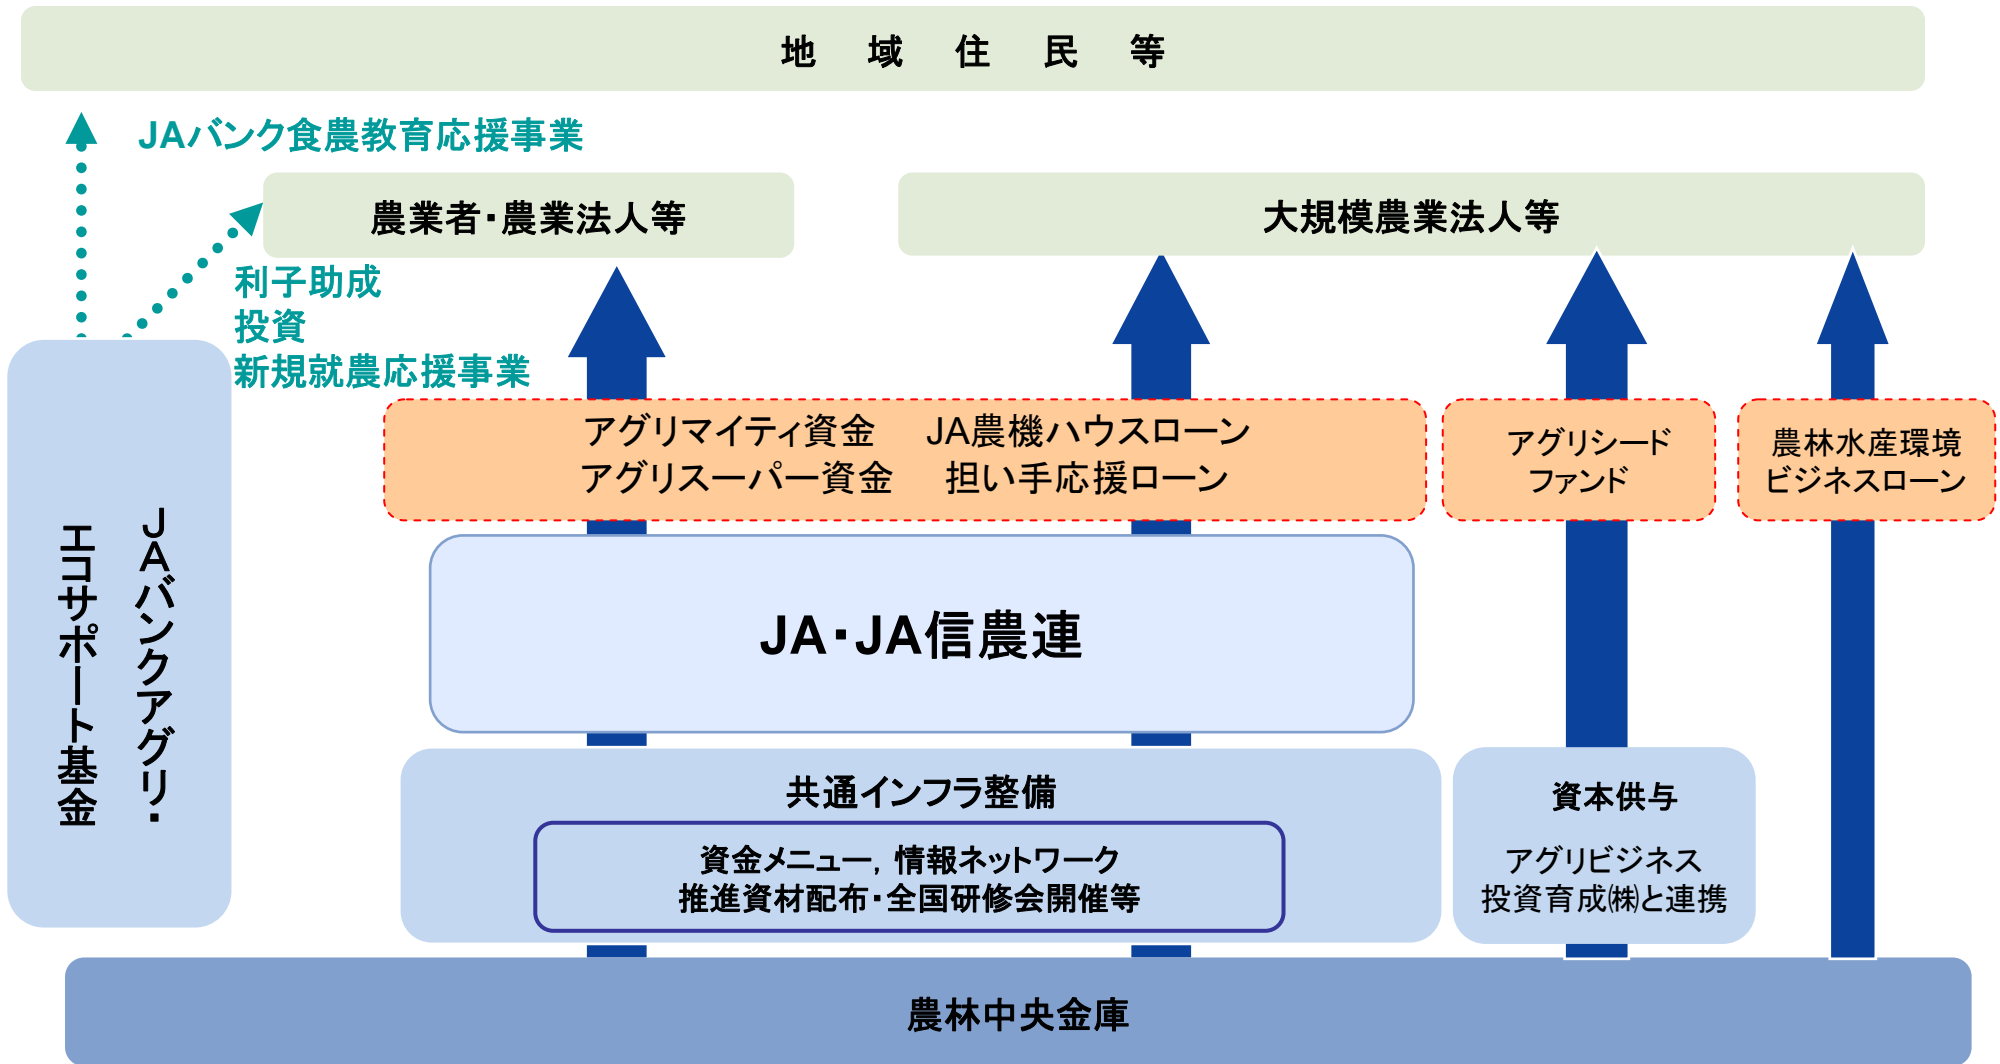 地域住民等
JAバンク食農教育応援事業
農業者・農業法人等
大規模農業法人等
利子助成
投資
新規就農応援事業
アグリマイティ資金 JA農機ハウスローン
アグリスーパー資金 担い手応援ローン
アグリシード
ファンド
農林水産環境
ビジネスローン
JAバンクアグリ・
エコサポート基金
JA・JA信農連
共通インフラ整備
資金メニュー，情報ネットワーク
推進資材配布・全国研修会開催等
資本供与
アグリビジネス
投資育成㈱と連携
農林中央金庫